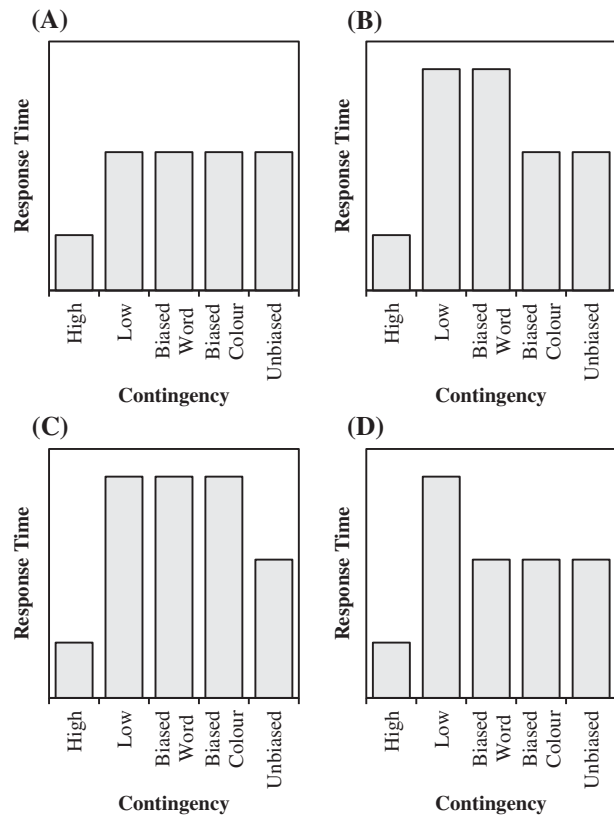 (A)
Response Time
High
Low
Biased
Word
Biased
Colour
Unbiased
Contingency
(B)
Response Time
High
Low
Biased
Word
Biased
Colour
Unbiased
Contingency
(C)
Response Time
High
Low
Biased
Word
Biased
Colour
Unbiased
Contingency
(D)
Response Time
High
Low
Biased
Word
Biased
Colour
Unbiased
Contingency